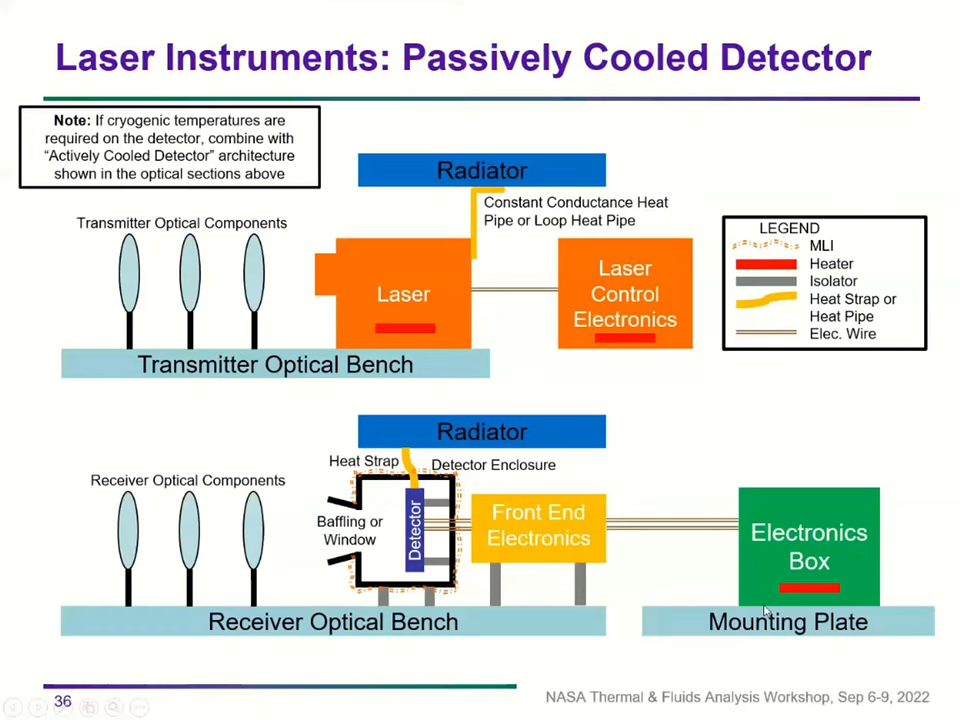 Laser Instruments: Passively Cooled Detector
Note: If cryogenic temperatures are
required on the detector, combine with
“Actively Cooled Detector” architecture
shown in the optical sections above
Radiator
Constant Conductance Heat
Pipe or Loop Heat Pipe
Transmitter Optical Components
Laser
Laser
Control
Electronics
Transmitter Optical Bench
LEGEND
MLI
Heater
Isolator
Heat Strap or
Heat Pipe
Elec. Wire
Radiator
Heat Strap
Detector Enclosure
Receiver Optical Components
Baffling or
Window
Detector
Front End
Electronics
Electronics
Box
Receiver Optical Bench
Mounting Plate
36
NASA Thermal & Fluids Analysis Workshop, Sep 6-9, 2022